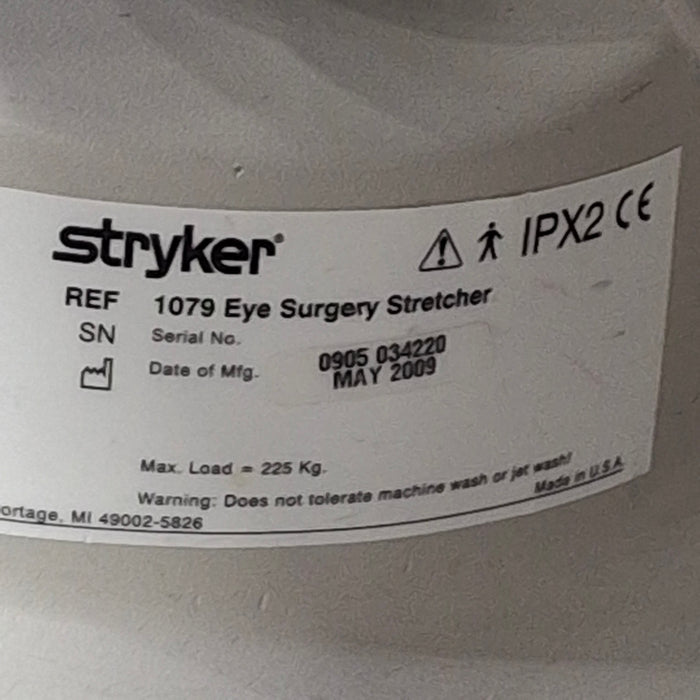 stryker®
IPX2 CE
REF 1079 Eye Surgery Stretcher
SN Serial No. 0905 034220
Date of Mfg. MAY 2009
Max. Load = 225 Kg.
Warning: Does not tolerate machine wash or jet wash!
ortage, MI 49002-5826 Made in U.S.A.